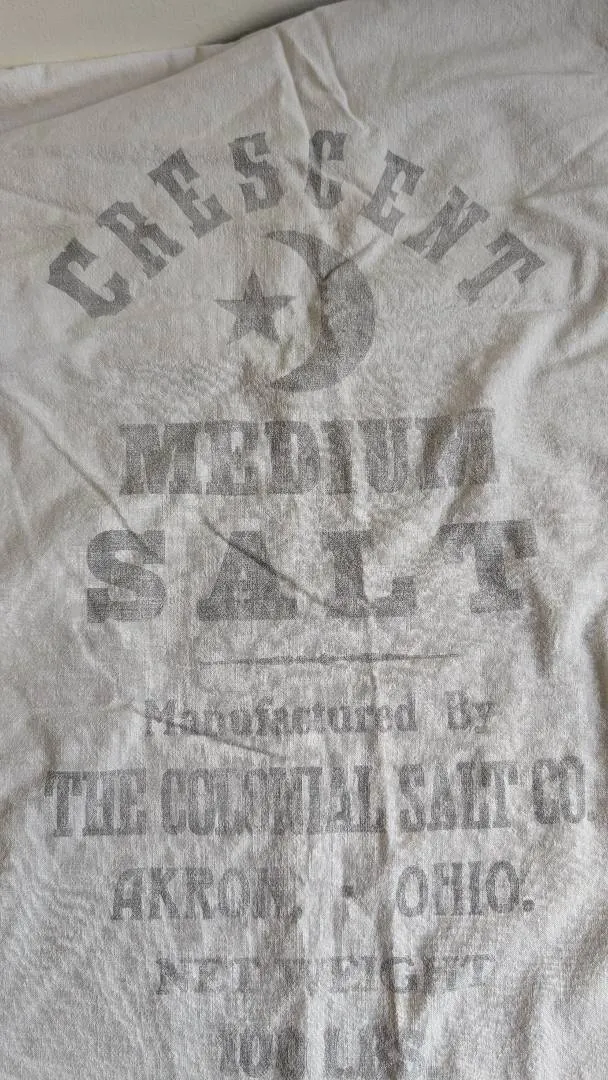 CRESCENT
MEDIUM
SALT
Manufactured By
THE COLONIAL SALT CO.
AKRON, - OHIO.
NET WEIGHT
100 LBS.